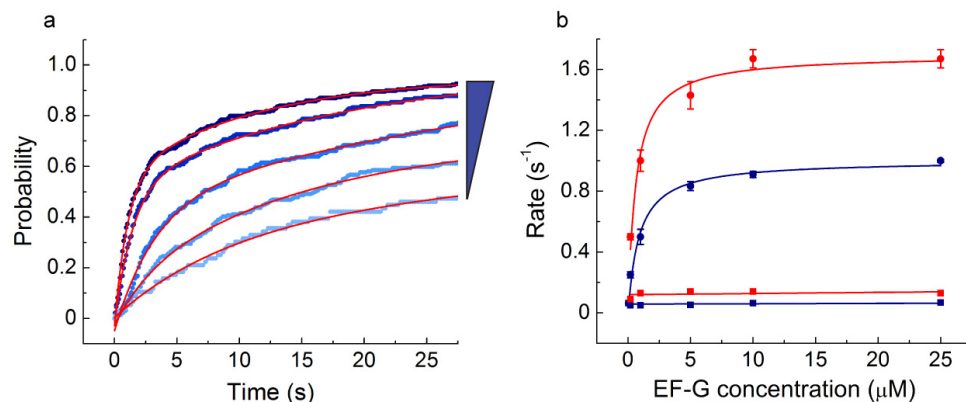 a
1.0
0.8
0.6
0.4
0.2
0
Probability
0 5 10 15 20 25
Time (s)
b
1.6
1.2
0.8
0.4
0
Rate (s⁻¹)
0 5 10 15 20 25
EF-G concentration (μM)